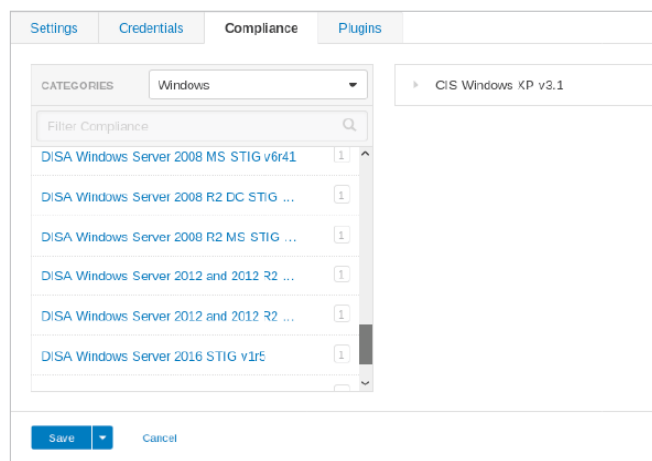 Settings Credentials Compliance Plugins
CATEGORIES Windows
CIS Windows XP v3.1
Filter Compliance
DISA Windows Server 2008 MS STIG v6r41 1
DISA Windows Server 2008 R2 DC STIG ... 1
DISA Windows Server 2008 R2 MS STIG ... 1
DISA Windows Server 2012 and 2012 R2 ... 1
DISA Windows Server 2012 and 2012 R2 ... 1
DISA Windows Server 2016 STIG v1r5 1
Save Cancel